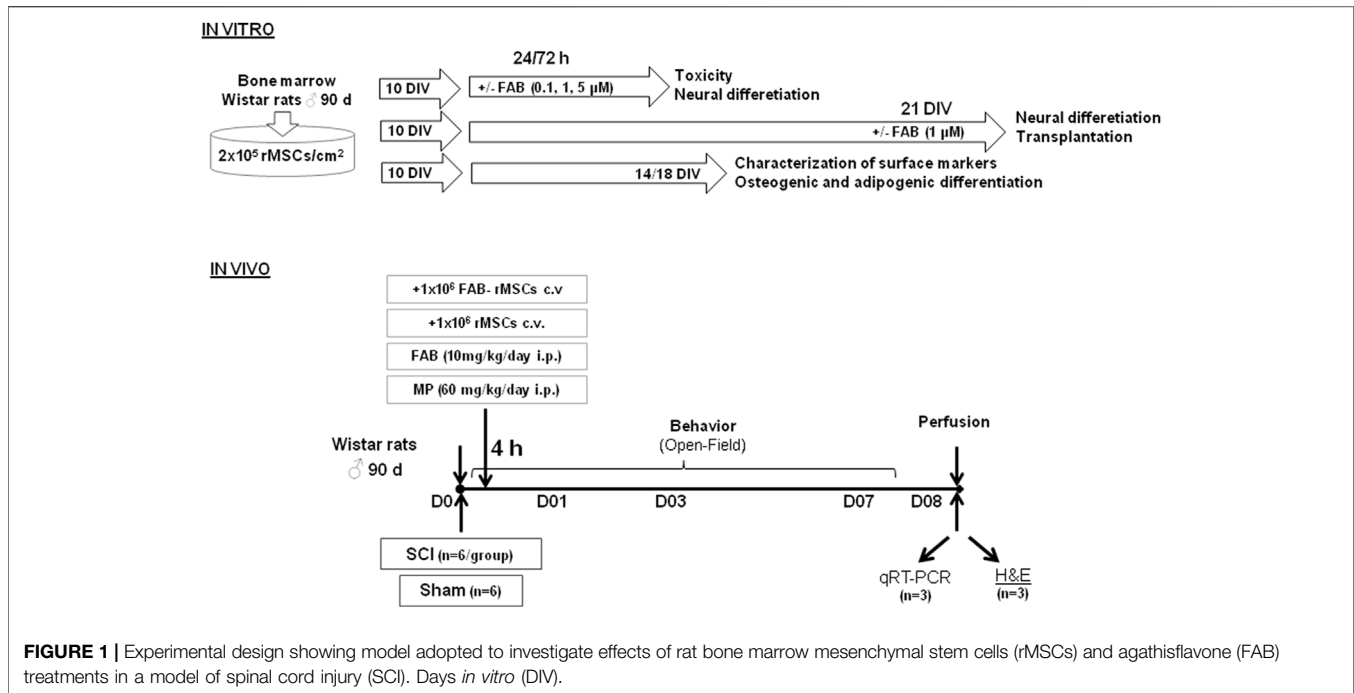 IN VITRO
Bone marrow
Wistar rats ♂ 90 d
2x10⁵ rMSCs/cm²
10 DIV
24/72 h
+/- FAB (0.1, 1, 5 µM)
Toxicity
Neural differetiation
10 DIV
21 DIV
+/- FAB (1 µM)
Neural differetiation
Transplantation
10 DIV
14/18 DIV
Characterization of surface markers
Osteogenic and adipogenic differentiation
IN VIVO
+1x10⁶ FAB- rMSCs c.v
+1x10⁶ rMSCs c.v.
FAB (10mg/kg/day i.p.)
MP (60 mg/kg/day i.p.)
Wistar rats
♂ 90 d
4 h
Behavior
(Open-Field)
Perfusion
D0
D01
D03
D07
D08
SCI (n=6/group)
Sham (n=6)
qRT-PCR
(n=3)
H&E
(n=3)
FIGURE 1 | Experimental design showing model adopted to investigate effects of rat bone marrow mesenchymal stem cells (rMSCs) and agathisflavone (FAB)
treatments in a model of spinal cord injury (SCI). Days in vitro (DIV).